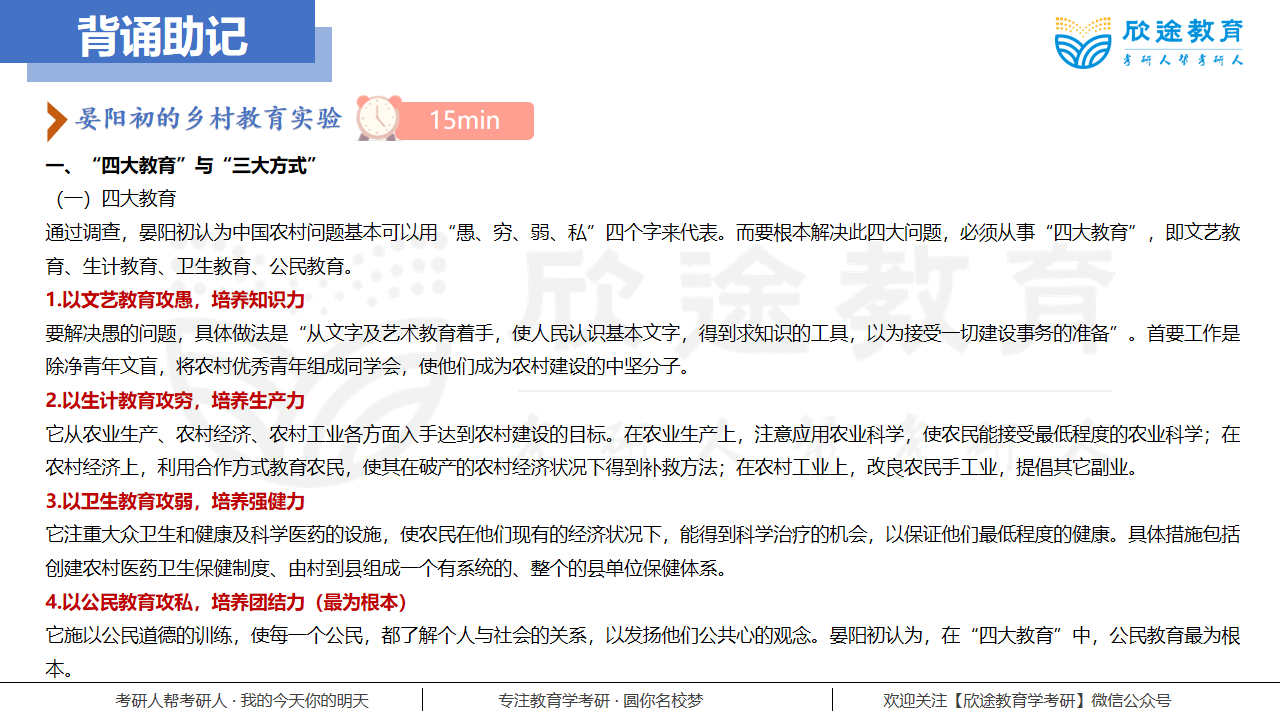 背诵助记
欣途教育
考研人帮考研人
晏阳初的乡村教育实验
15min
一、“四大教育”与“三大方式”
（一）四大教育
通过调查，晏阳初认为中国农村问题基本可以用“愚、穷、弱、私”四个字来代表。而要根本解决此四大问题，必须从事“四大教育”，即文艺教
育、生计教育、卫生教育、公民教育。
1.以文艺教育攻愚，培养知识力
要解决愚的问题，具体做法是“从文字及艺术教育着手，使人民认识基本文字，得到求知识的工具，以为接受一切建设事务的准备”。首要工作是
除净青年文盲，将农村优秀青年组成同学会，使他们成为农村建设的中坚分子。
2.以生计教育攻穷，培养生产力
它从农业生产、农村经济、农村工业各方面入手达到农村建设的目标。在农业生产上，注意应用农业科学，使农民能接受最低程度的农业科学；在
农村经济上，利用合作方式教育农民，使其在破产的农村经济状况下得到补救方法；在农村工业上，改良农民手工业，提倡其它副业。
3.以卫生教育攻弱，培养强健力
它注重大众卫生和健康及科学医药的设施，使农民在他们现有的经济状况下，能得到科学治疗的机会，以保证他们最低程度的健康。具体措施包括
创建农村医药卫生保健制度、由村到县组成一个有系统的、整个的县单位保健体系。
4.以公民教育攻私，培养团结力（最为根本）
它施以公民道德的训练，使每一个公民，都了解个人与社会的关系，以发扬他们公共心的观念。晏阳初认为，在“四大教育”中，公民教育最为根
本。
欣途教育
考研人帮考研人
考研人帮考研人 · 我的今天你的明天
专注教育学考研 · 圆你名校梦
欢迎关注【欣途教育学考研】微信公众号